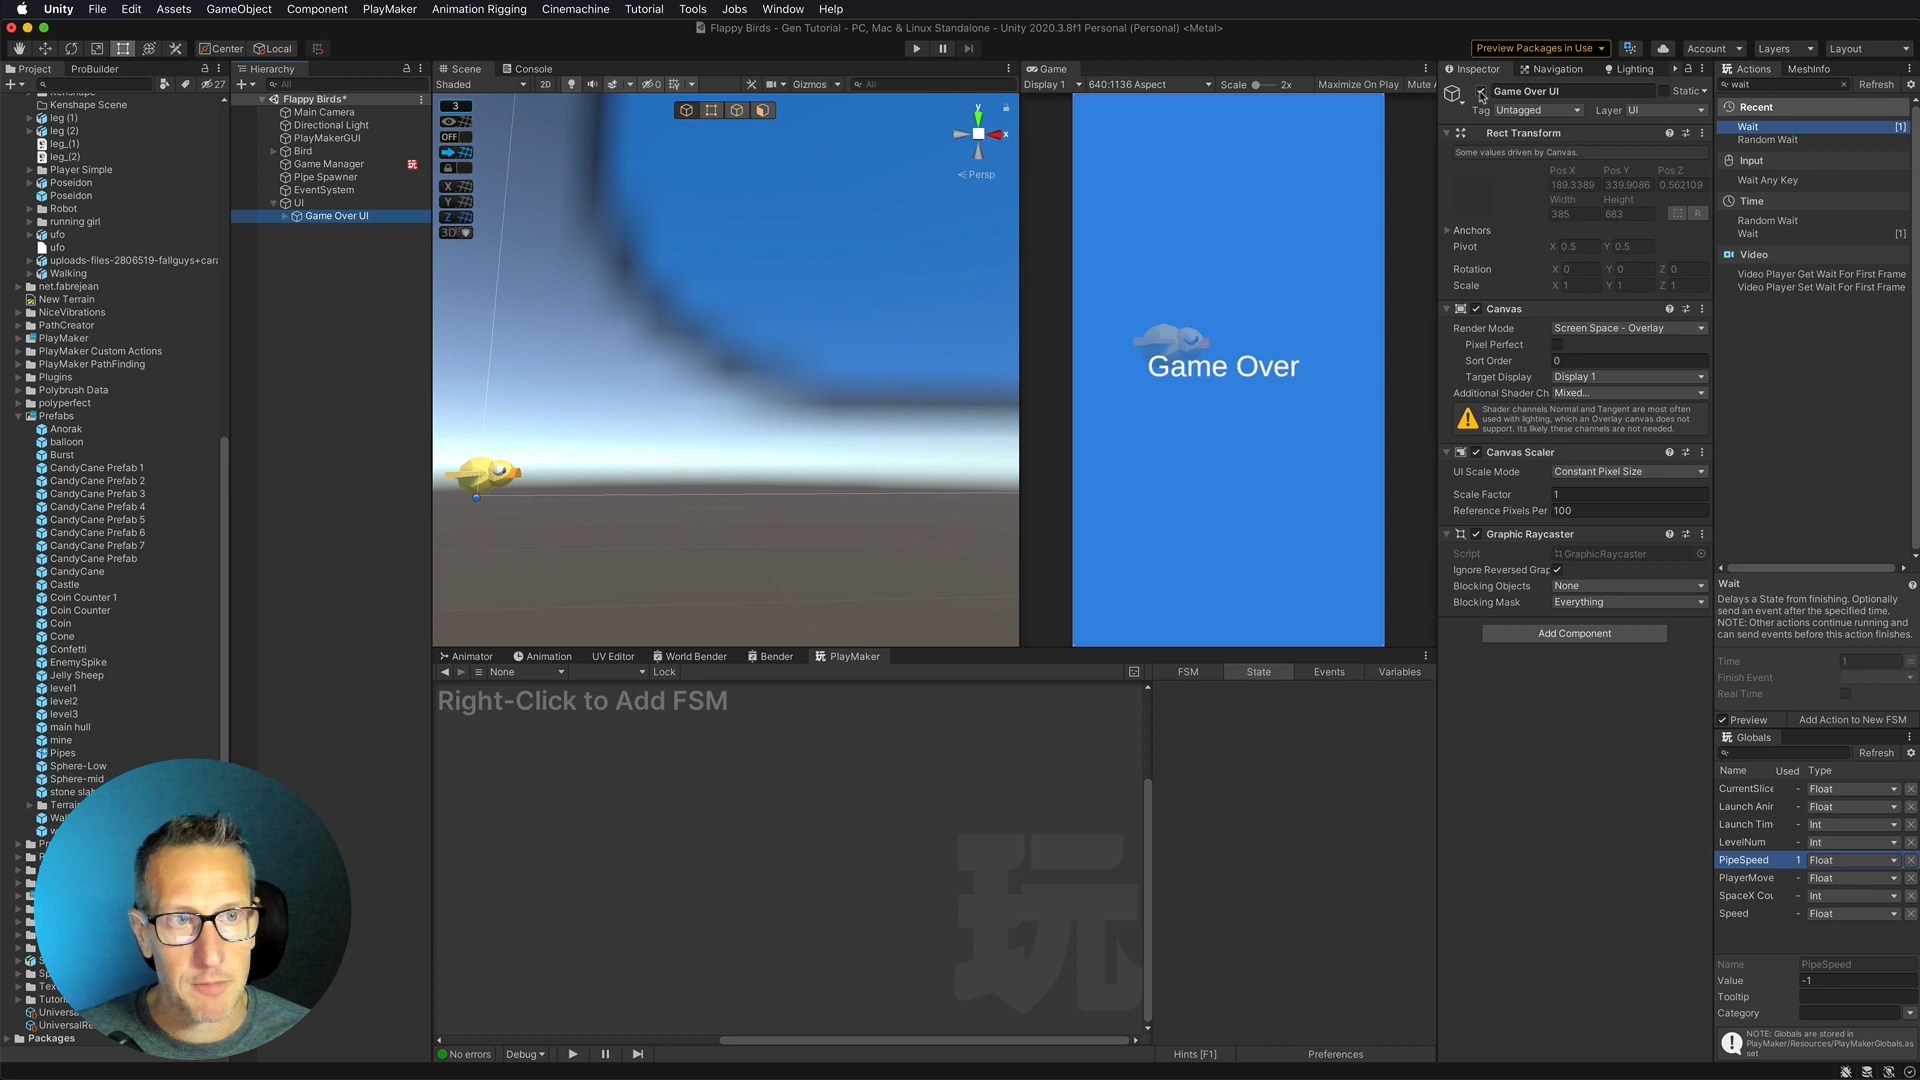 Unity File Edit Assets GameObject Component PlayMaker Animation Rigging Cinemachine Tutorial Tools Jobs Window Help
Flappy Birds - Gen Tutorial - PC, Mac & Linux Standalone - Unity 2020.3.8f1 Personal (Personal) <Metal>
Center Local Preview Packages in Use Account Layers Layout
Project ProBuilder
27
Kenshape Scene
leg (1)
leg (2)
leg_(1)
leg_(2)
Player Simple
Poseidon
Poseidon
Robot
running girl
ufo
ufo
uploads-files-2806519-fallguys+cara
Walking
net.fabrejean
New Terrain
NiceVibrations
PathCreator
PlayMaker
PlayMaker Custom Actions
PlayMaker PathFinding
Plugins
Polybrush Data
polyperfect
Prefabs
Anorak
balloon
Burst
CandyCane Prefab 1
CandyCane Prefab 2
CandyCane Prefab 3
CandyCane Prefab 4
CandyCane Prefab 5
CandyCane Prefab 6
CandyCane Prefab 7
CandyCane Prefab
CandyCane
Castle
Coin Counter 1
Coin Counter
Coin
Cone
Confetti
EnemySpike
Jelly Sheep
level1
level2
level3
main hull
mine
Pipes
Sphere-Low
Sphere-mid
stone slab
Packages
Hierarchy
All
Flappy Birds*
Main Camera
Directional Light
PlayMakerGUI
Bird
Game Manager 玩
Pipe Spawner
EventSystem
UI
Game Over UI
Scene Console
Shaded 2D 0 Gizmos All
3
OFF
X
Y
Z
3D
y
x
Persp
Game
Display 1 640:1136 Aspect Scale 2x Maximize On Play Mute
Game Over
Animator Animation UV Editor World Bender Bender 玩 PlayMaker
None Lock FSM State Events Variables
Right-Click to Add FSM
玩
No errors Debug Hints [F1] Preferences
Inspector Navigation Lighting
Game Over UI Static
Tag Untagged Layer UI
Rect Transform
Some values driven by Canvas.
Pos X Pos Y Pos Z
189.3389 339.9086 0.562109
Width Height
385 683
R
Anchors
Pivot X 0.5 Y 0.5
Rotation X 0 Y 0 Z 0
Scale X 1 Y 1 Z 1
Canvas
Render Mode Screen Space - Overlay
Pixel Perfect
Sort Order 0
Target Display Display 1
Additional Shader Ch Mixed...
Shader channels Normal and Tangent are most often
used with lighting, which an Overlay canvas does not
support. Its likely these channels are not needed.
Canvas Scaler
UI Scale Mode Constant Pixel Size
Scale Factor 1
Reference Pixels Per 100
Graphic Raycaster
Script GraphicRaycaster
Ignore Reversed Grap
Blocking Objects None
Blocking Mask Everything
Add Component
Actions MeshInfo
wait Refresh
Recent
Wait [1]
Random Wait
Input
Wait Any Key
Time
Random Wait
Wait [1]
Video
Video Player Get Wait For First Frame
Video Player Set Wait For First Frame
Wait
Delays a State from finishing. Optionally
send an event after the specified time.
NOTE: Other actions continue running and
can send events before this action finishes.
Time 1
Finish Event
Real Time
Preview Add Action to New FSM
玩 Globals
Refresh
Name Used Type
CurrentSlice - Float
Launch Anir - Float
Launch Tim - Int
LevelNum - Int
PipeSpeed 1 Float
PlayerMove - Float
SpaceX Cou - Int
Speed - Float
Name PipeSpeed
Value -1
Tooltip
Category
NOTE: Globals are stored in
PlayMaker/Resources/PlayMakerGlobals.as
set